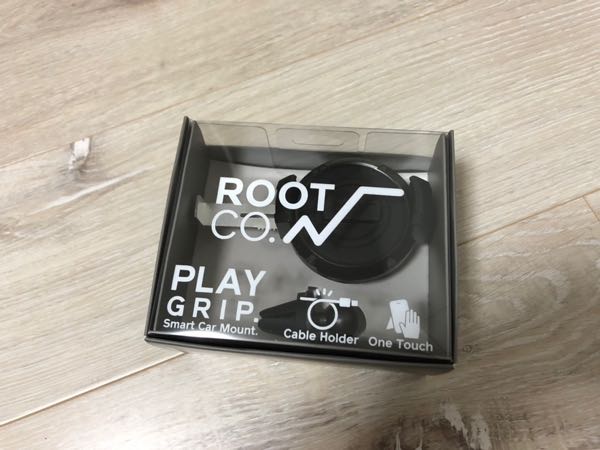 ROOT
CO.
PLAY
GRIP.
Smart Car Mount.
Cable Holder
One Touch